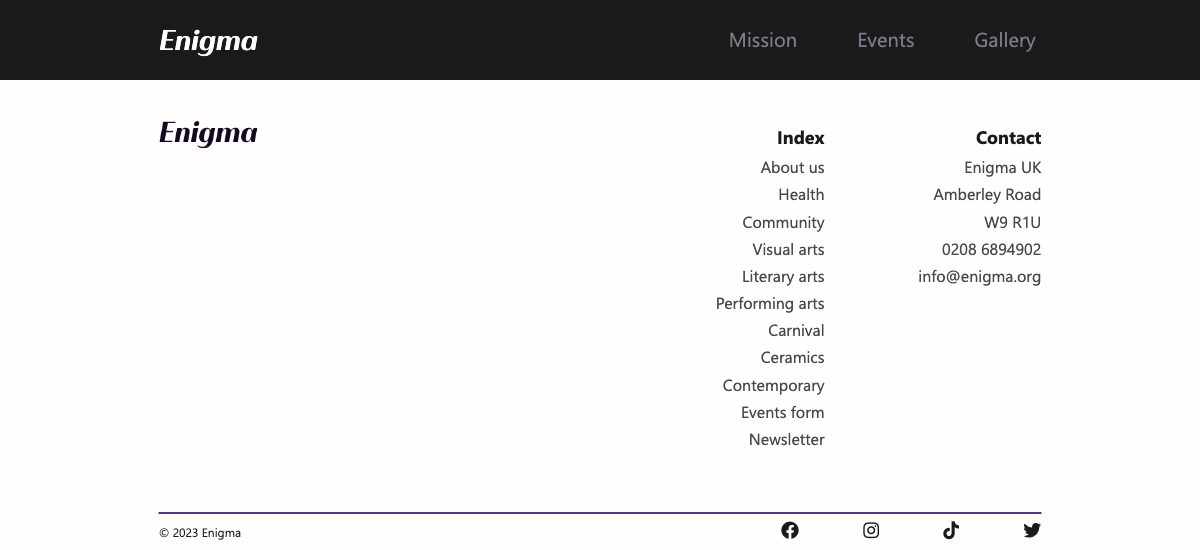 Enigma
Mission
Events
Gallery
Enigma
Index
About us
Health
Community
Visual arts
Literary arts
Performing arts
Carnival
Ceramics
Contemporary
Events form
Newsletter
Contact
Enigma UK
Amberley Road
W9 R1U
0208 6894902
info@enigma.org
© 2023 Enigma